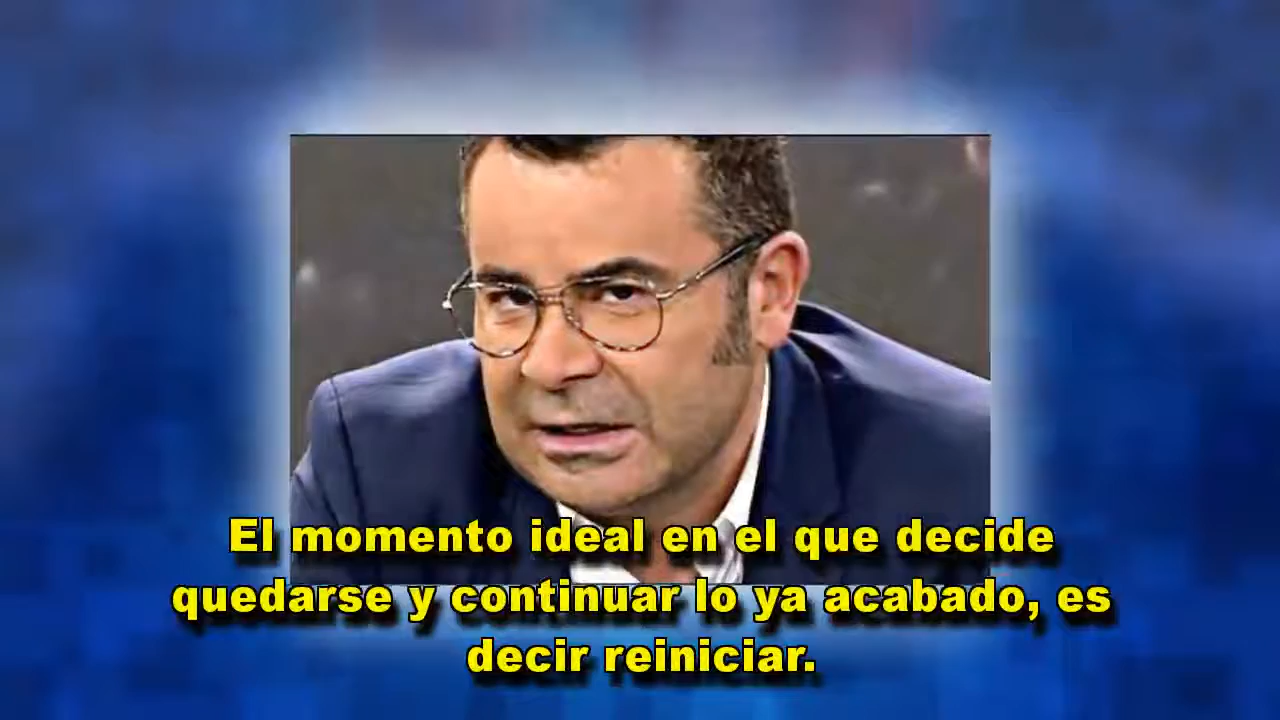 El momento ideal en el que decide
quedarse y continuar lo ya acabado, es
decir reiniciar.